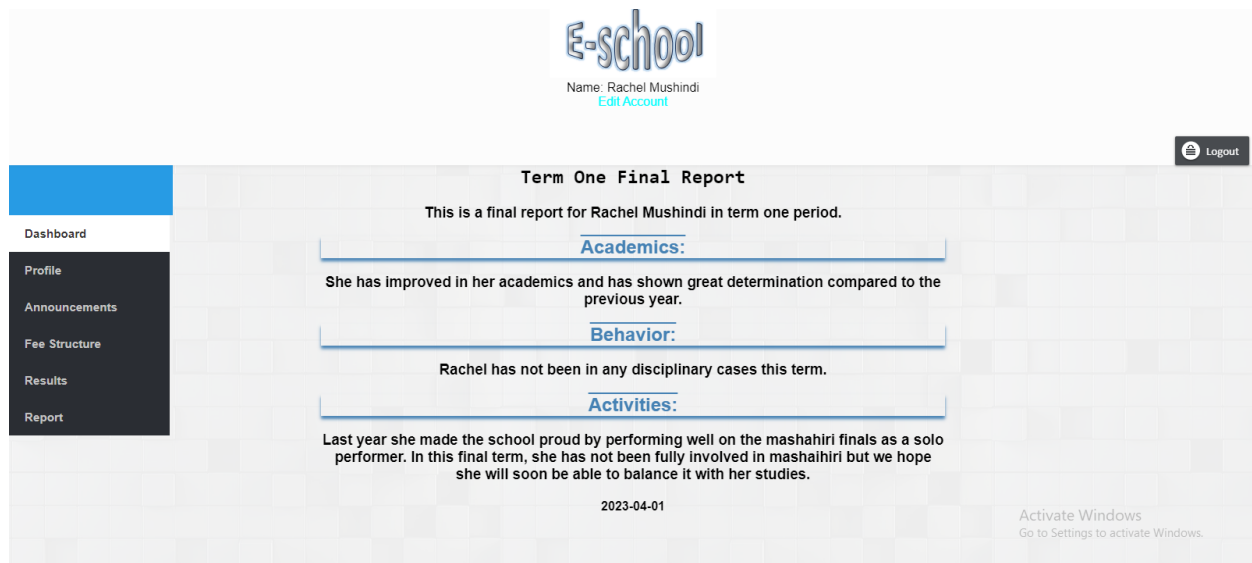 E-school
Name: Rachel Mushindi
Edit Account
Logout
Term One Final Report
This is a final report for Rachel Mushindi in term one period.
Dashboard
Profile
Announcements
Fee Structure
Results
Report
Academics:
She has improved in her academics and has shown great determination compared to the
previous year.
Behavior:
Rachel has not been in any disciplinary cases this term.
Activities:
Last year she made the school proud by performing well on the mashahiri finals as a solo
performer. In this final term, she has not been fully involved in mashaihiri but we hope
she will soon be able to balance it with her studies.
2023-04-01
Activate Windows
Go to Settings to activate Windows.